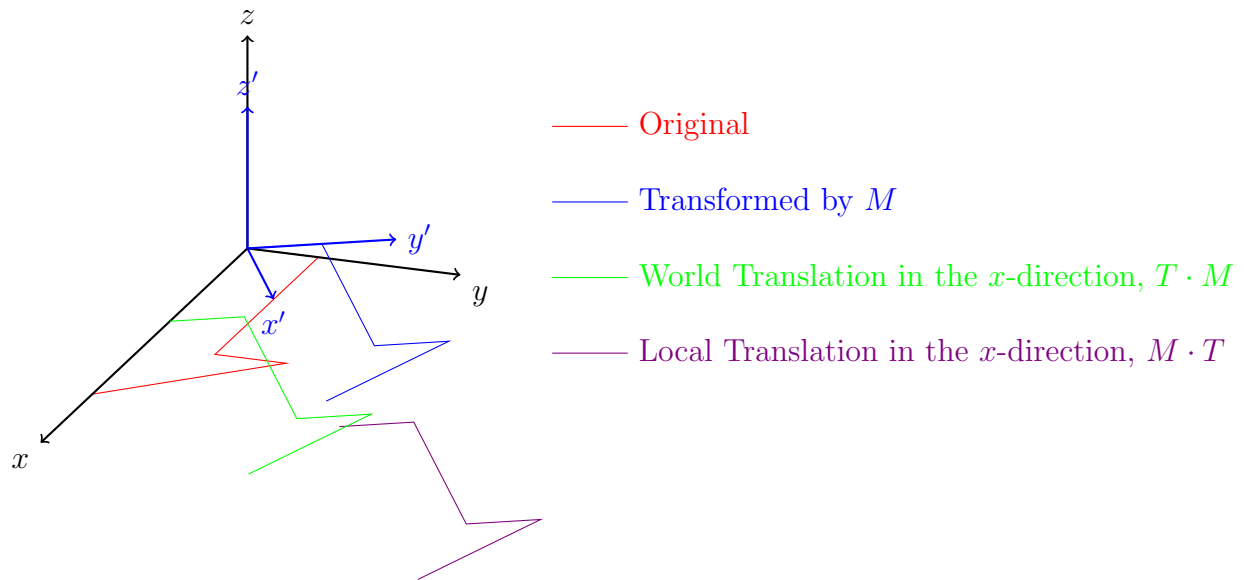 z
z′
Original
Transformed by M
y′
y
World Translation in the x-direction, T · M
x′
Local Translation in the x-direction, M · T
x